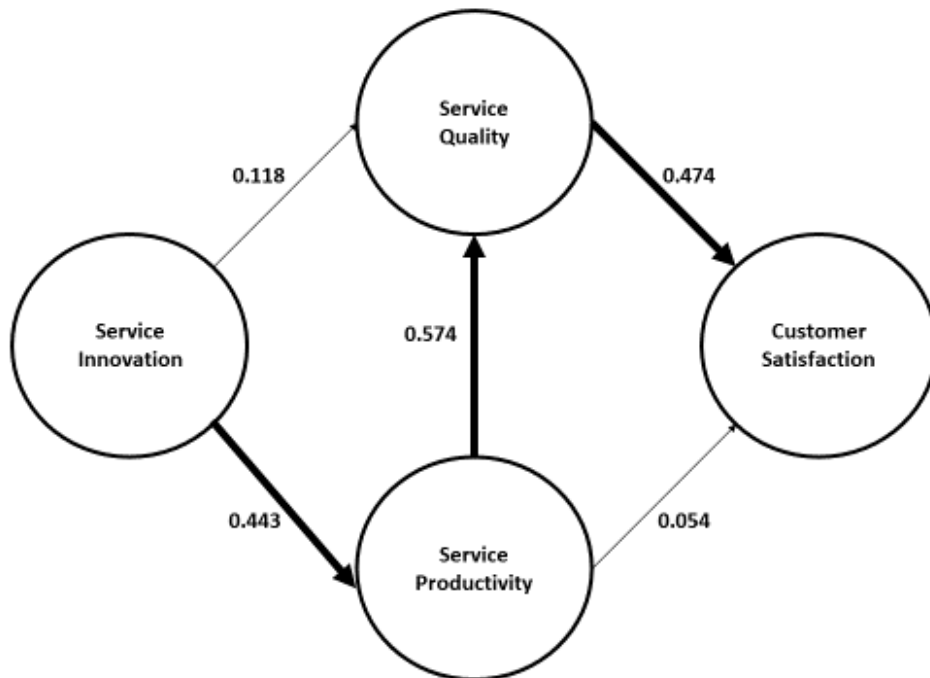 Service
Quality
0.118
0.474
Service
Innovation
0.574
Customer
Satisfaction
0.443
0.054
Service
Productivity